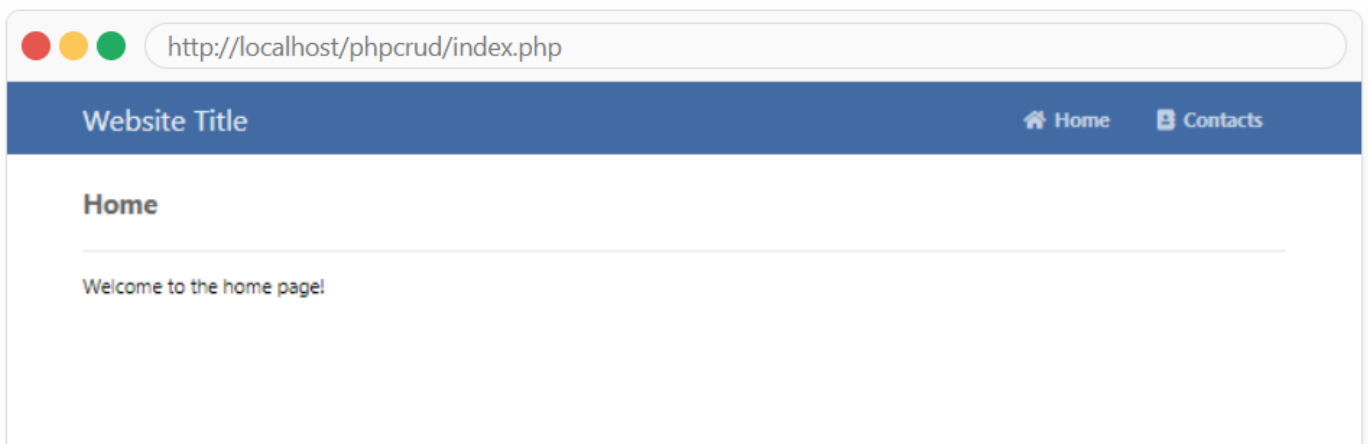 http://localhost/phpcrud/index.php
Website Title Home Contacts
Home
Welcome to the home page!